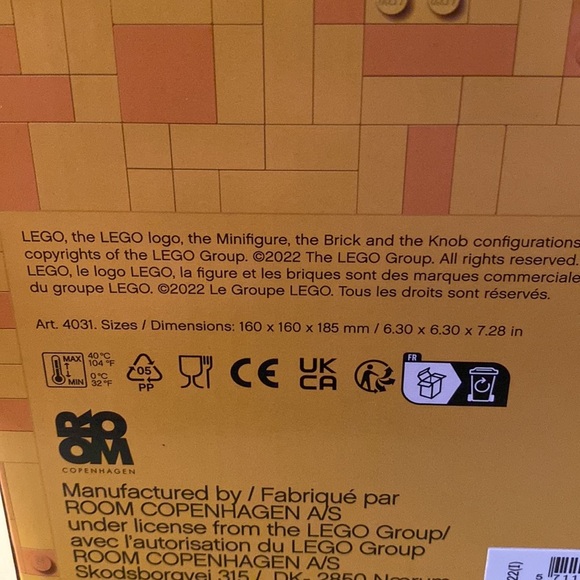 LEGO, the LEGO logo, the Minifigure, the Brick and the Knob configurations
copyrights of the LEGO Group. ©2022 The LEGO Group. All rights reserved.
LEGO, le logo LEGO, la figure et les briques sont des marques commerciale
du groupe LEGO. ©2022 Le Groupe LEGO. Tous les droits sont réservés.
Art. 4031. Sizes / Dimensions: 160 x 160 x 185 mm / 6.30 x 6.30 x 7.28 in
MAX 40°C
104 °F
MIN 0°C
32°F
05
PP
CE
UK
CA
FR
ROOM
COPENHAGEN
Manufactured by / Fabriqué par
ROOM COPENHAGEN A/S
under license from the LEGO Group/
avec l'autorisation du LEGO Group
ROOM COPENHAGEN A/S
Skodsborgvej 315 / DK- 2850 Naerum